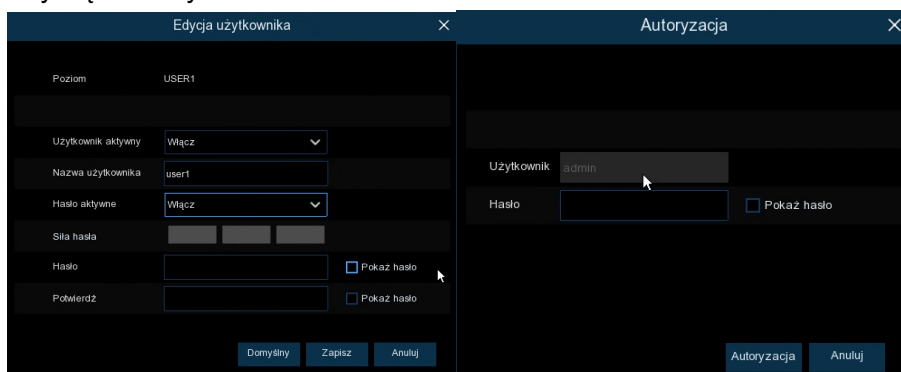 Edycja użytkownika
Poziom USER1
Użytkownik aktywny Włącz
Nazwa użytkownika user1
Hasło aktywne Włącz
Siła hasła
Hasło Pokaż hasło
Potwierdź Pokaż hasło
Domyślny Zapisz Anuluj
Autoryzacja
Użytkownik admin
Hasło Pokaż hasło
Autoryzacja Anuluj